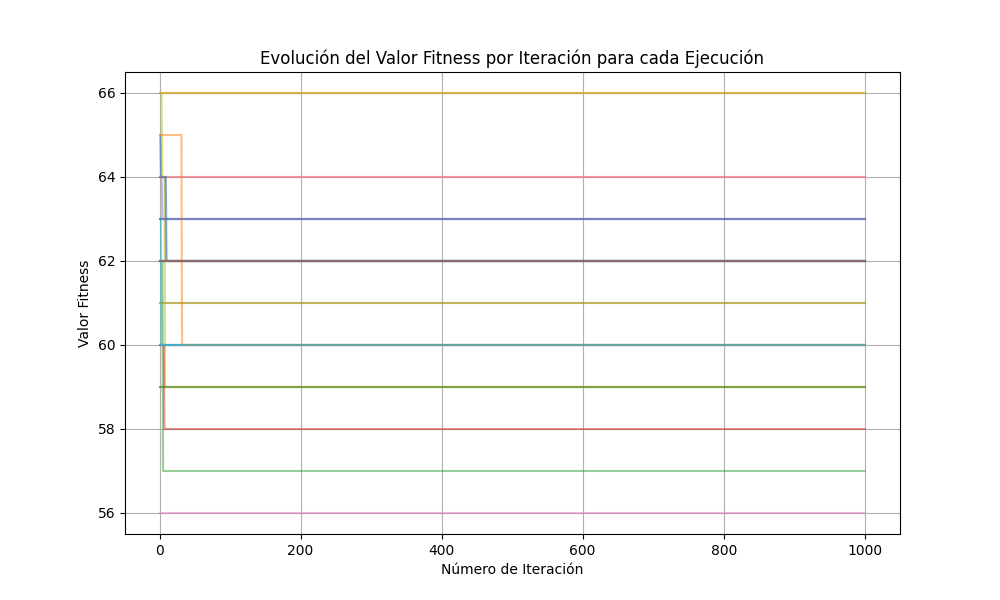 Evolución del Valor Fitness por Iteración para cada Ejecución
66
64
62
60
58
56
Valor Fitness
0 200 400 600 800 1000
Número de Iteración